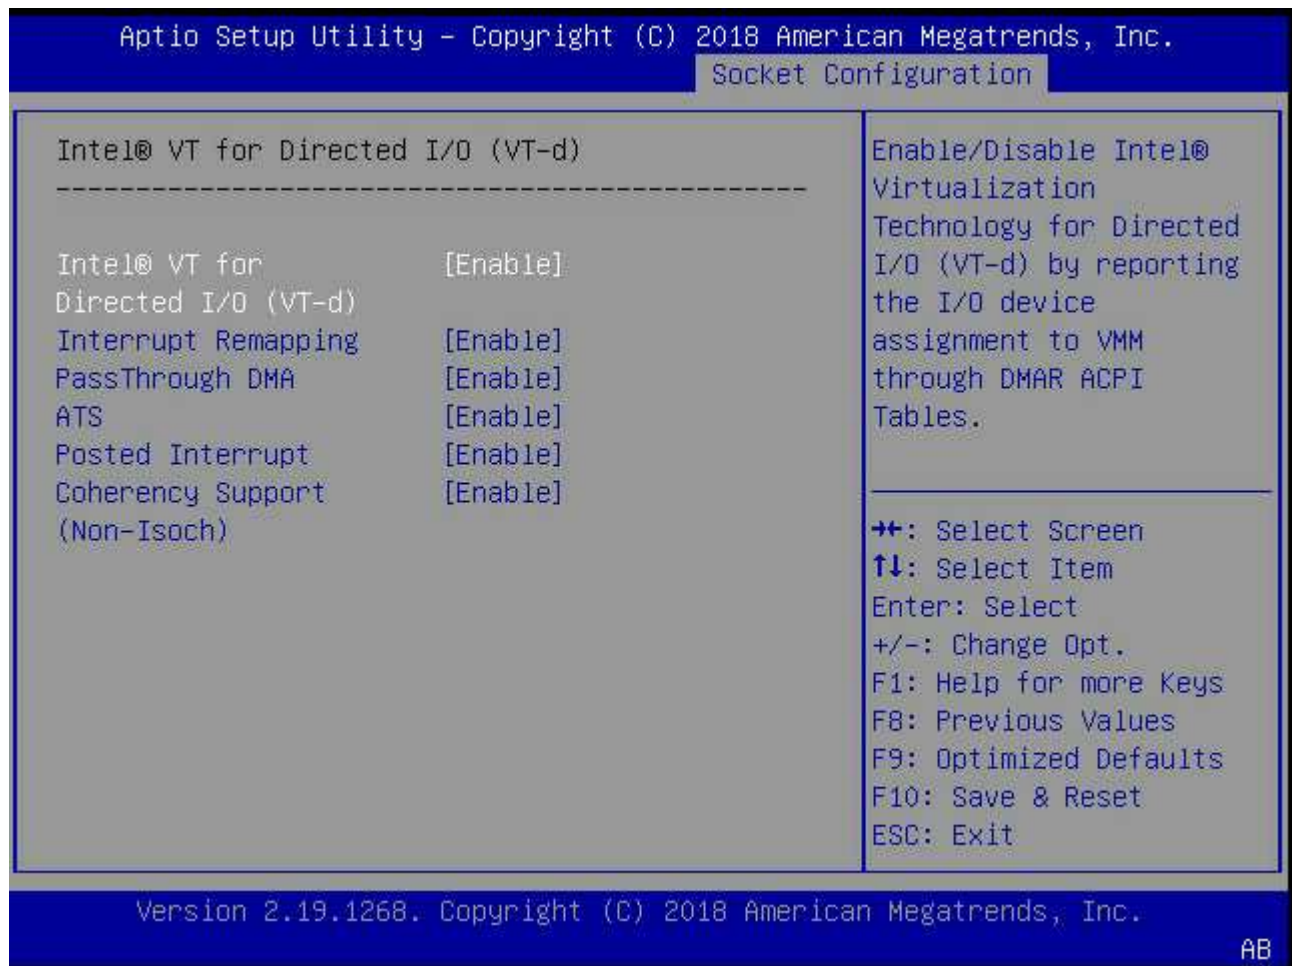 Aptio Setup Utility – Copyright (C) 2018 American Megatrends, Inc.
Socket Configuration
Intel® VT for Directed I/O (VT-d)
-----------------------------------------------
Intel® VT for [Enable]
Directed I/O (VT-d)
Interrupt Remapping [Enable]
PassThrough DMA [Enable]
ATS [Enable]
Posted Interrupt [Enable]
Coherency Support [Enable]
(Non-Isoch)
Enable/Disable Intel®
Virtualization
Technology for Directed
I/O (VT-d) by reporting
the I/O device
assignment to VMM
through DMAR ACPI
Tables.
→←: Select Screen
↑↓: Select Item
Enter: Select
+/-: Change Opt.
F1: Help for more Keys
F8: Previous Values
F9: Optimized Defaults
F10: Save & Reset
ESC: Exit
Version 2.19.1268. Copyright (C) 2018 American Megatrends, Inc.
AB